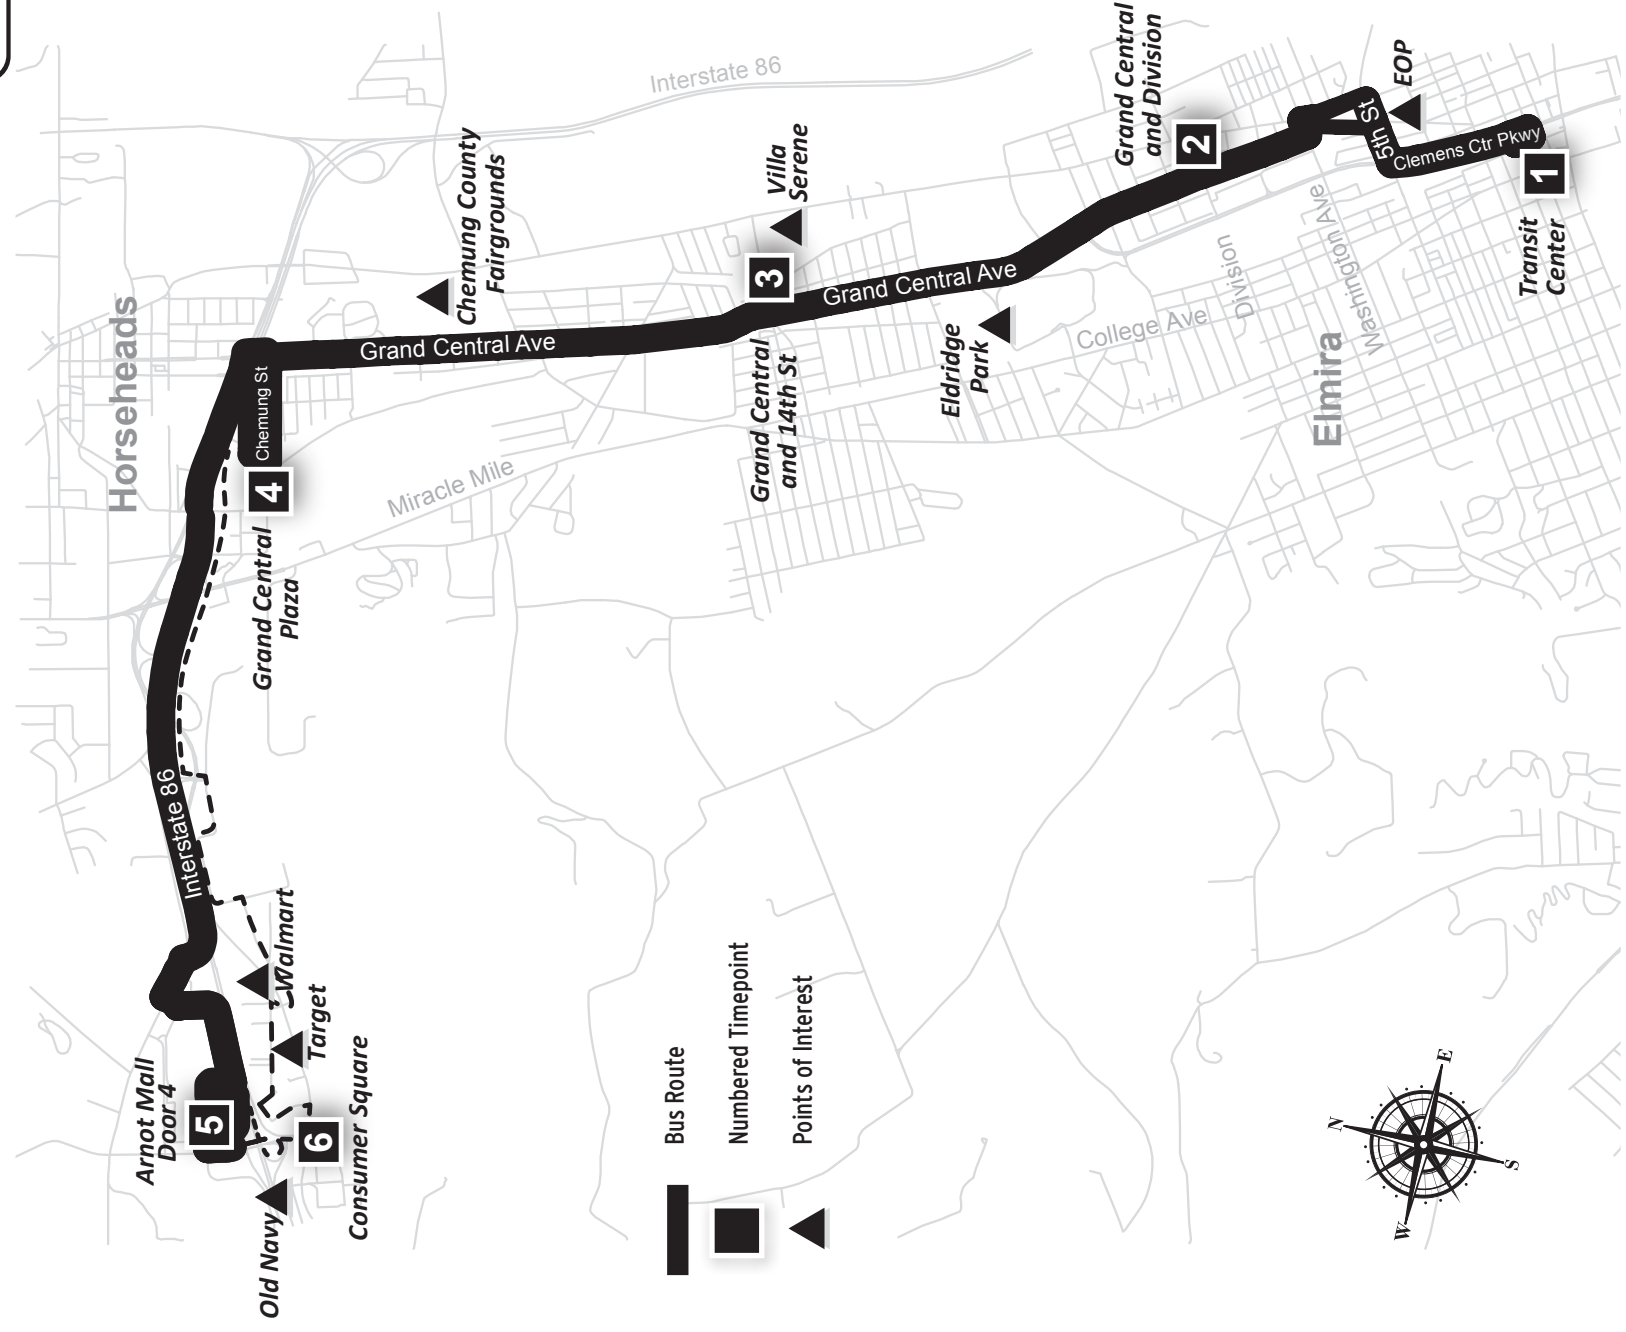 Horseheads
Interstate 86
Chemung County
Fairgrounds
Villa
Serene
Grand Central
and Division
EOP
2
5th St
Clemens Ctr Pkwy
1
Transit
Center
3
Grand Central Ave
Grand Central Ave
Chemung St
4
Grand Central
Plaza
Miracle Mile
Grand Central
and 14th St
Eldridge
Park
College Ave
Division
Washington Ave
Elmira
Interstate 86
Walmart
Target
Arnot Mall
Door 4
5
6
Consumer Square
Old Navy
Bus Route
Numbered Timepoint
Points of Interest
N
E
S
W